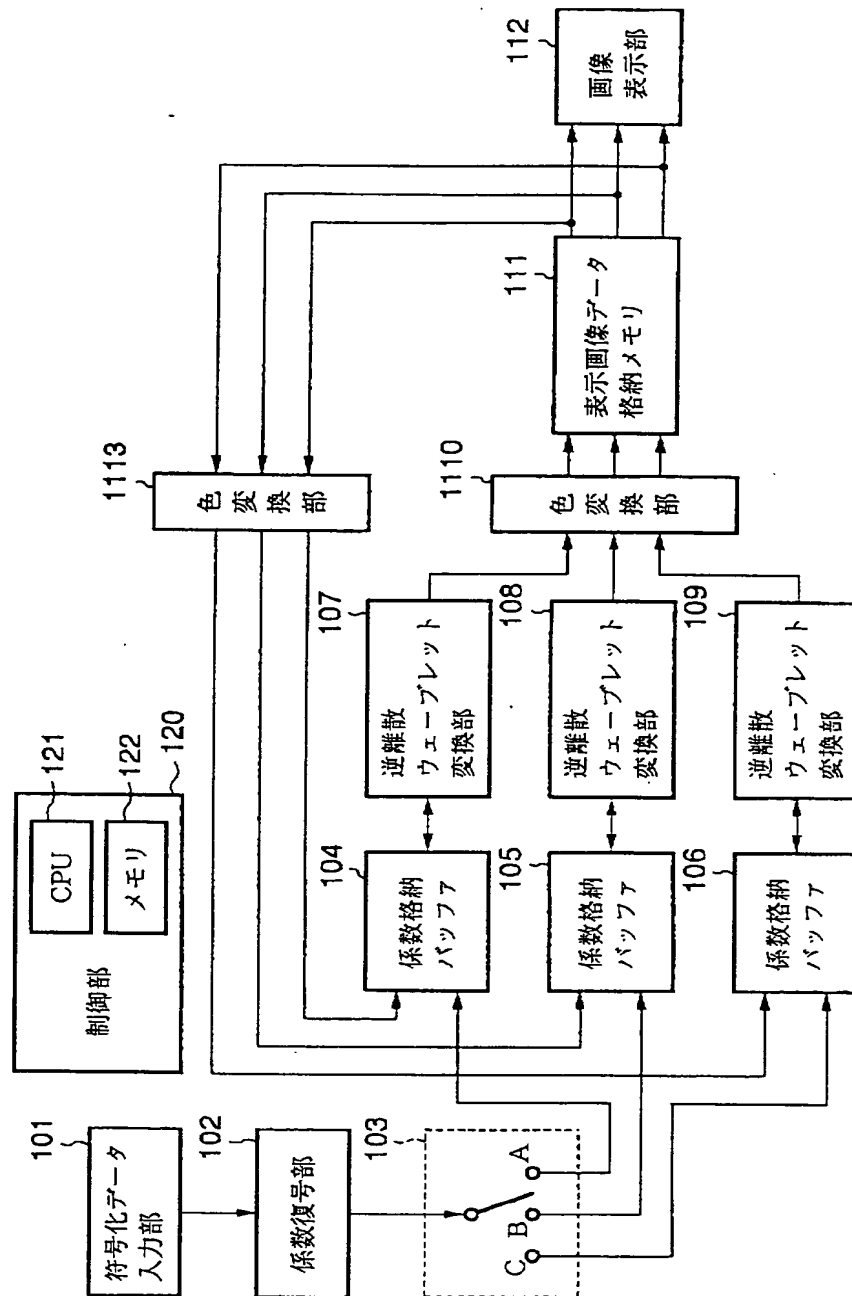 101
符号化データ
入力部
102
係数復号部
103
A
B
C
制御部
CPU
メモリ
121
122
120
104
係数格納
バッファ
105
係数格納
バッファ
106
係数格納
バッファ
107
逆離散
ウェーブレット
変換部
108
逆離散
ウェーブレット
変換部
109
逆離散
ウェーブレット
変換部
1113
色変換部
1110
色変換部
111
表示画像データ
格納メモリ
112
画像
表示部